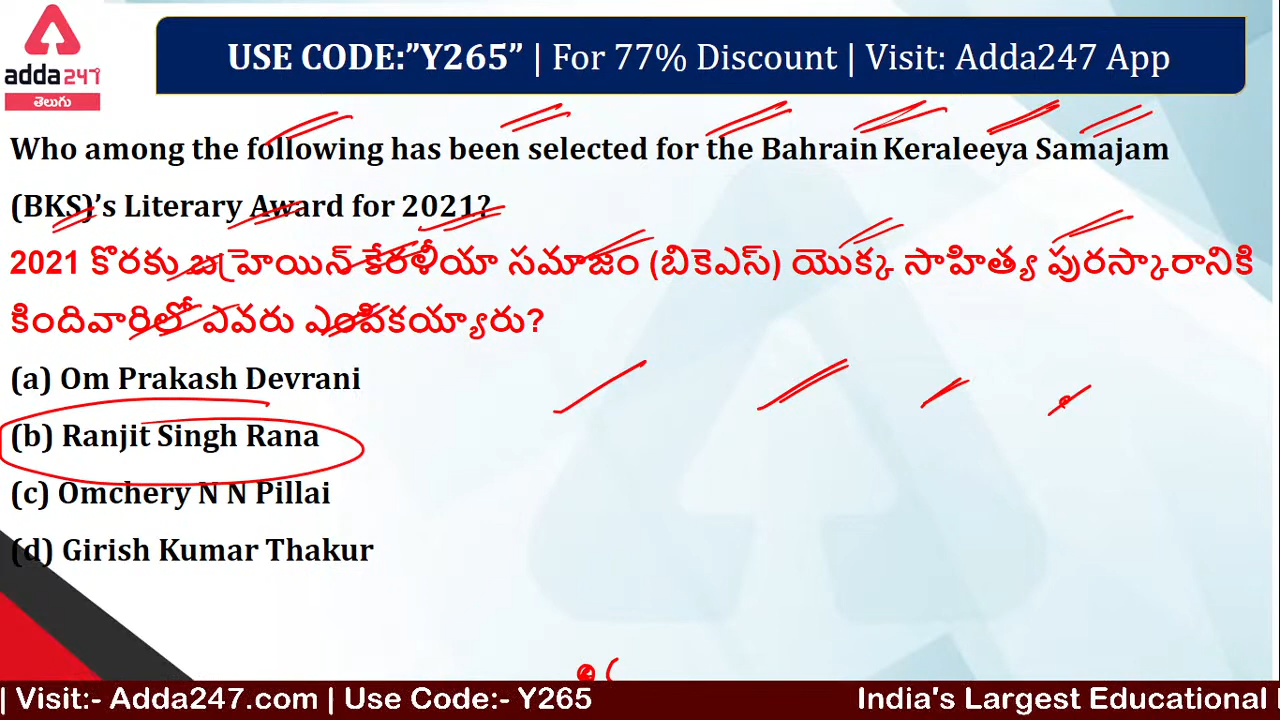 adda247
తెలుగు
USE CODE:”Y265” | For 77% Discount | Visit: Adda247 App
Who among the following has been selected for the Bahrain Keraleeya Samajam
(BKS)’s Literary Award for 2021?
2021 కొరకు బహ్రెయిన్ కేరళీయా సమాజం (బికెఎస్) యొక్క సాహిత్య పురస్కారానికి
కిందివారిలో ఎవరు ఎంపికయ్యారు?
(a) Om Prakash Devrani
(b) Ranjit Singh Rana
(c) Omchery N N Pillai
(d) Girish Kumar Thakur
| Visit:- Adda247.com | Use Code:- Y265
India's Largest Educational